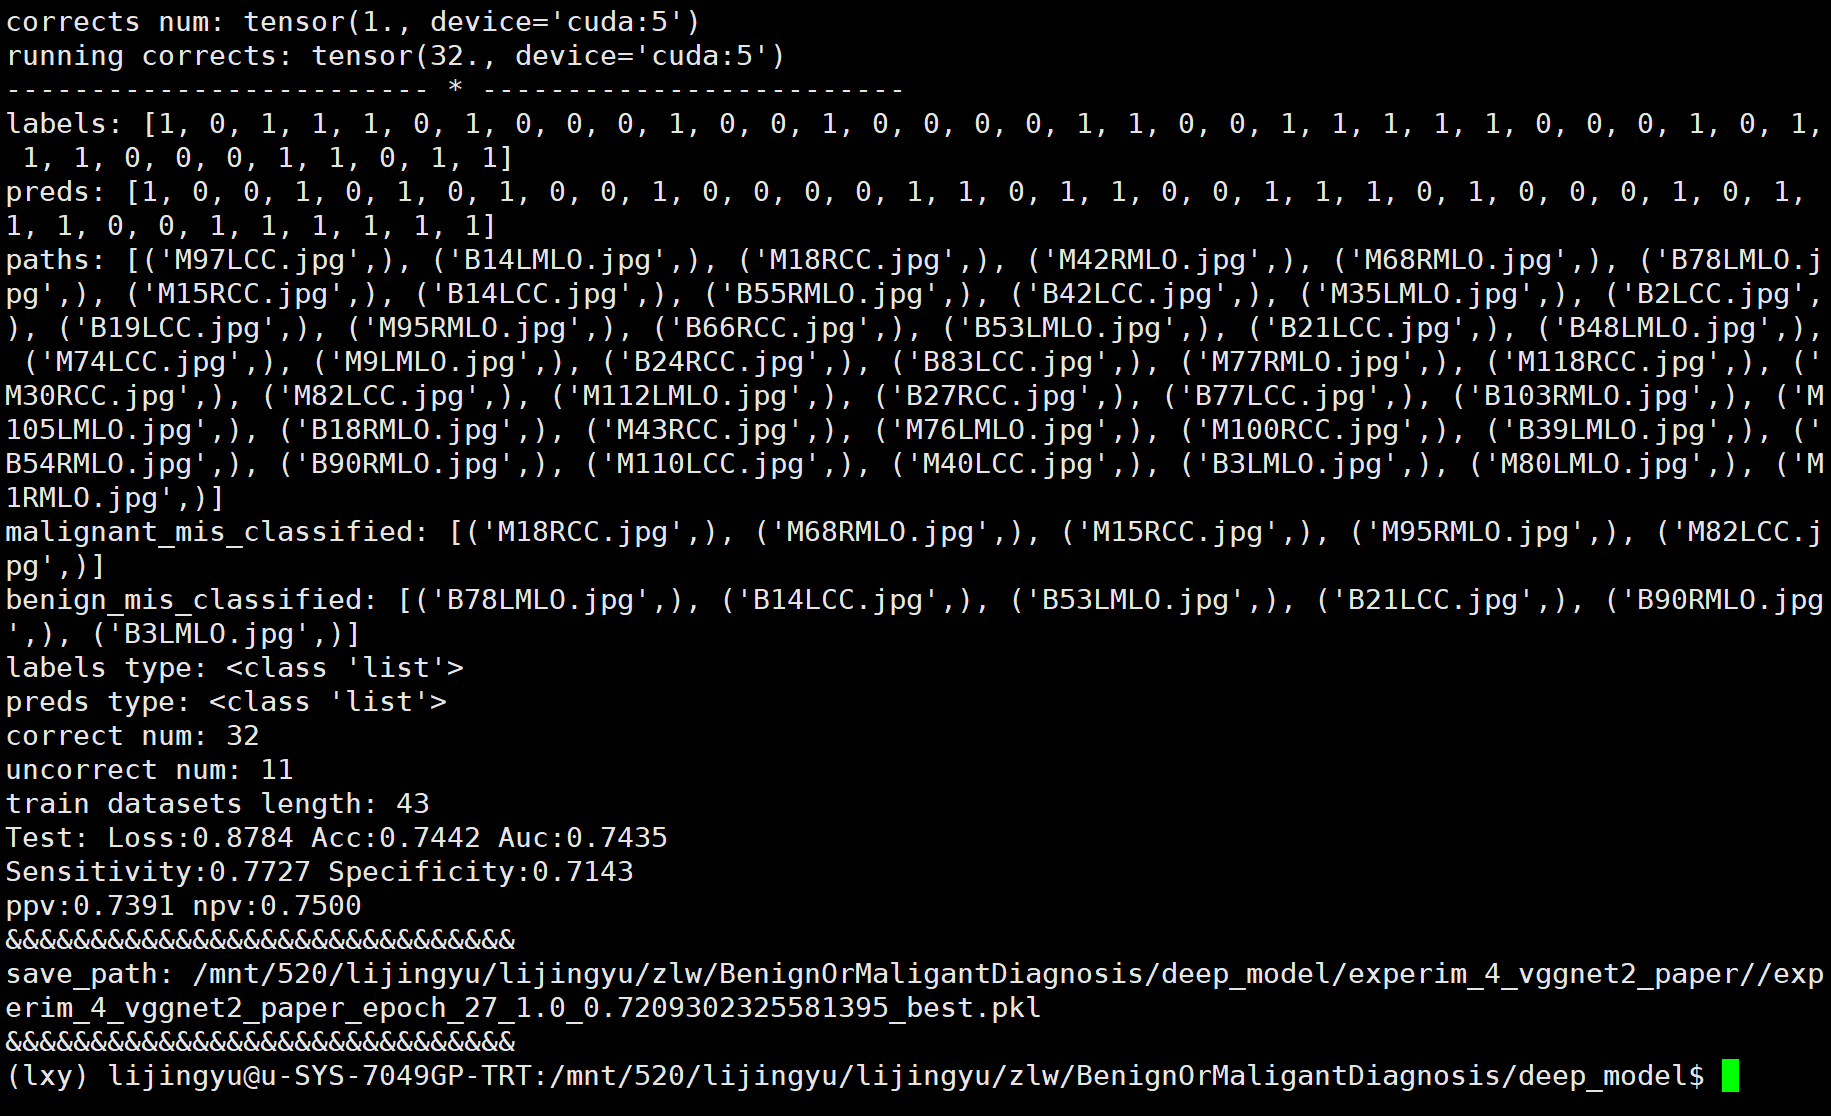 corrects num: tensor(1., device='cuda:5')
running corrects: tensor(32., device='cuda:5')
------------------------- * -------------------------
labels: [1, 0, 1, 1, 1, 0, 1, 0, 0, 0, 1, 0, 0, 1, 0, 0, 0, 0, 1, 1, 0, 0, 1, 1, 1, 1, 1, 0, 0, 0, 1, 0, 1,
 1, 1, 0, 0, 0, 1, 1, 0, 1, 1]
preds: [1, 0, 0, 1, 0, 1, 0, 1, 0, 0, 1, 0, 0, 0, 0, 1, 1, 0, 1, 1, 0, 0, 1, 1, 1, 0, 1, 0, 0, 0, 1, 0, 1,
1, 1, 0, 0, 1, 1, 1, 1, 1, 1]
paths: [('M97LCC.jpg',), ('B14LMLO.jpg',), ('M18RCC.jpg',), ('M42RMLO.jpg',), ('M68RMLO.jpg',), ('B78LMLO.j
pg',), ('M15RCC.jpg',), ('B14LCC.jpg',), ('B55RMLO.jpg',), ('B42LCC.jpg',), ('M35LMLO.jpg',), ('B2LCC.jpg',
), ('B19LCC.jpg',), ('M95RMLO.jpg',), ('B66RCC.jpg',), ('B53LMLO.jpg',), ('B21LCC.jpg',), ('B48LMLO.jpg',),
 ('M74LCC.jpg',), ('M9LMLO.jpg',), ('B24RCC.jpg',), ('B83LCC.jpg',), ('M77RMLO.jpg',), ('M118RCC.jpg',), ('
M30RCC.jpg',), ('M82LCC.jpg',), ('M112LMLO.jpg',), ('B27RCC.jpg',), ('B77LCC.jpg',), ('B103RMLO.jpg',), ('M
105LMLO.jpg',), ('B18RMLO.jpg',), ('M43RCC.jpg',), ('M76LMLO.jpg',), ('M100RCC.jpg',), ('B39LMLO.jpg',), ('
B54RMLO.jpg',), ('B90RMLO.jpg',), ('M110LCC.jpg',), ('M40LCC.jpg',), ('B3LMLO.jpg',), ('M80LMLO.jpg',), ('M
1RMLO.jpg',)]
malignant_mis_classified: [('M18RCC.jpg',), ('M68RMLO.jpg',), ('M15RCC.jpg',), ('M95RMLO.jpg',), ('M82LCC.j
pg',)]
benign_mis_classified: [('B78LMLO.jpg',), ('B14LCC.jpg',), ('B53LMLO.jpg',), ('B21LCC.jpg',), ('B90RMLO.jpg
',), ('B3LMLO.jpg',)]
labels type: <class 'list'>
preds type: <class 'list'>
correct num: 32
uncorrect num: 11
train datasets length: 43
Test: Loss:0.8784 Acc:0.7442 Auc:0.7435
Sensitivity:0.7727 Specificity:0.7143
ppv:0.7391 npv:0.7500
&&&&&&&&&&&&&&&&&&&&&&&&&&&&&&
save_path: /mnt/520/lijingyu/lijingyu/zlw/BenignOrMaligantDiagnosis/deep_model/experim_4_vggnet2_paper//exp
erim_4_vggnet2_paper_epoch_27_1.0_0.7209302325581395_best.pkl
&&&&&&&&&&&&&&&&&&&&&&&&&&&&&&
(lxy) lijingyu@u-SYS-7049GP-TRT:/mnt/520/lijingyu/lijingyu/zlw/BenignOrMaligantDiagnosis/deep_model$